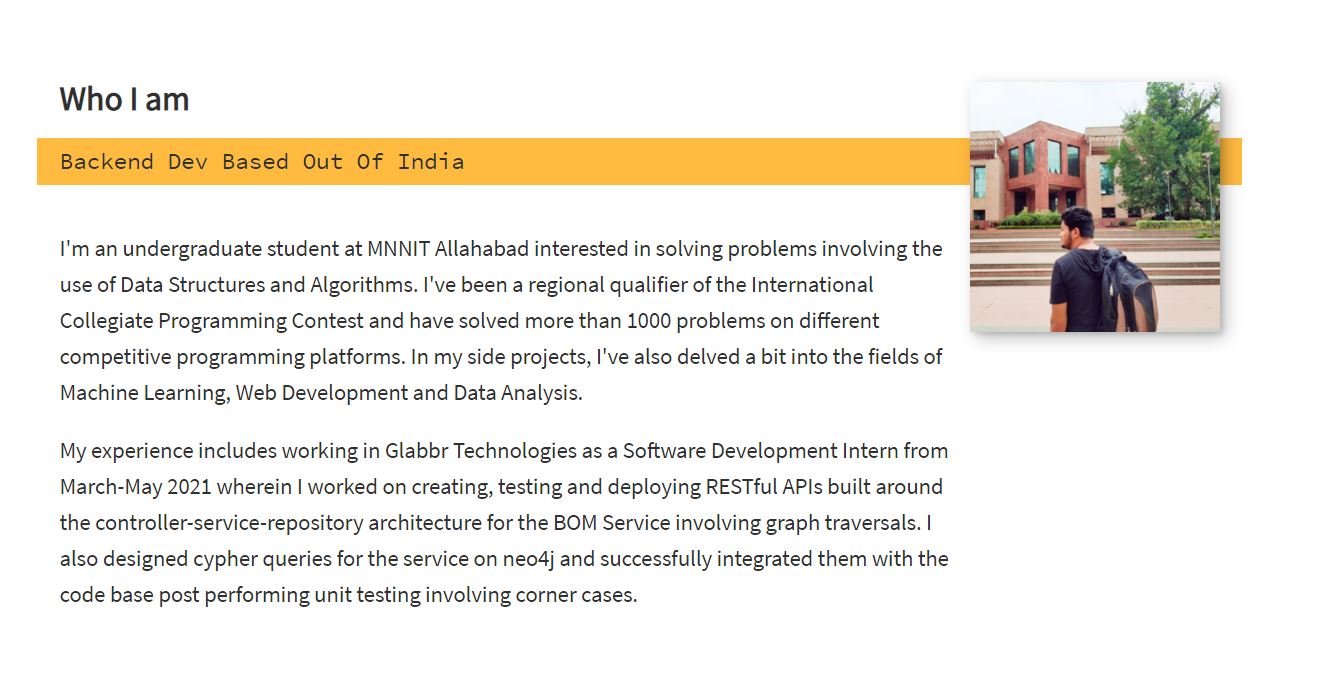 Who I am
Backend Dev Based Out Of India
I'm an undergraduate student at MNNIT Allahabad interested in solving problems involving the
use of Data Structures and Algorithms. I've been a regional qualifier of the International
Collegiate Programming Contest and have solved more than 1000 problems on different
competitive programming platforms. In my side projects, I've also delved a bit into the fields of
Machine Learning, Web Development and Data Analysis.
My experience includes working in Glabbr Technologies as a Software Development Intern from
March-May 2021 wherein I worked on creating, testing and deploying RESTful APIs built around
the controller-service-repository architecture for the BOM Service involving graph traversals. I
also designed cypher queries for the service on neo4j and successfully integrated them with the
code base post performing unit testing involving corner cases.